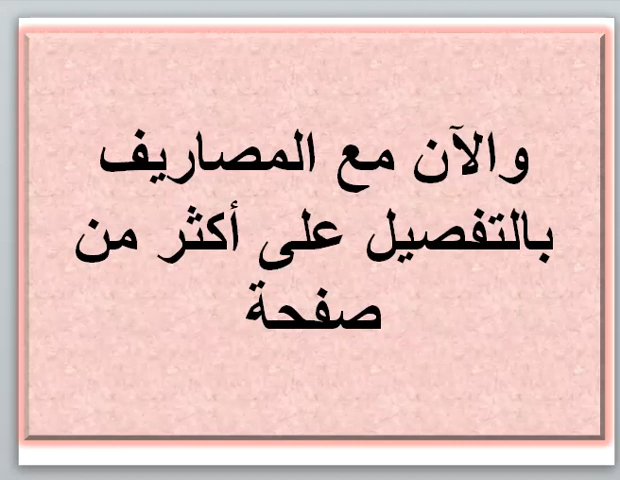 والآن مع المصاريف
بالتفصيل على أكثر من
صفحة